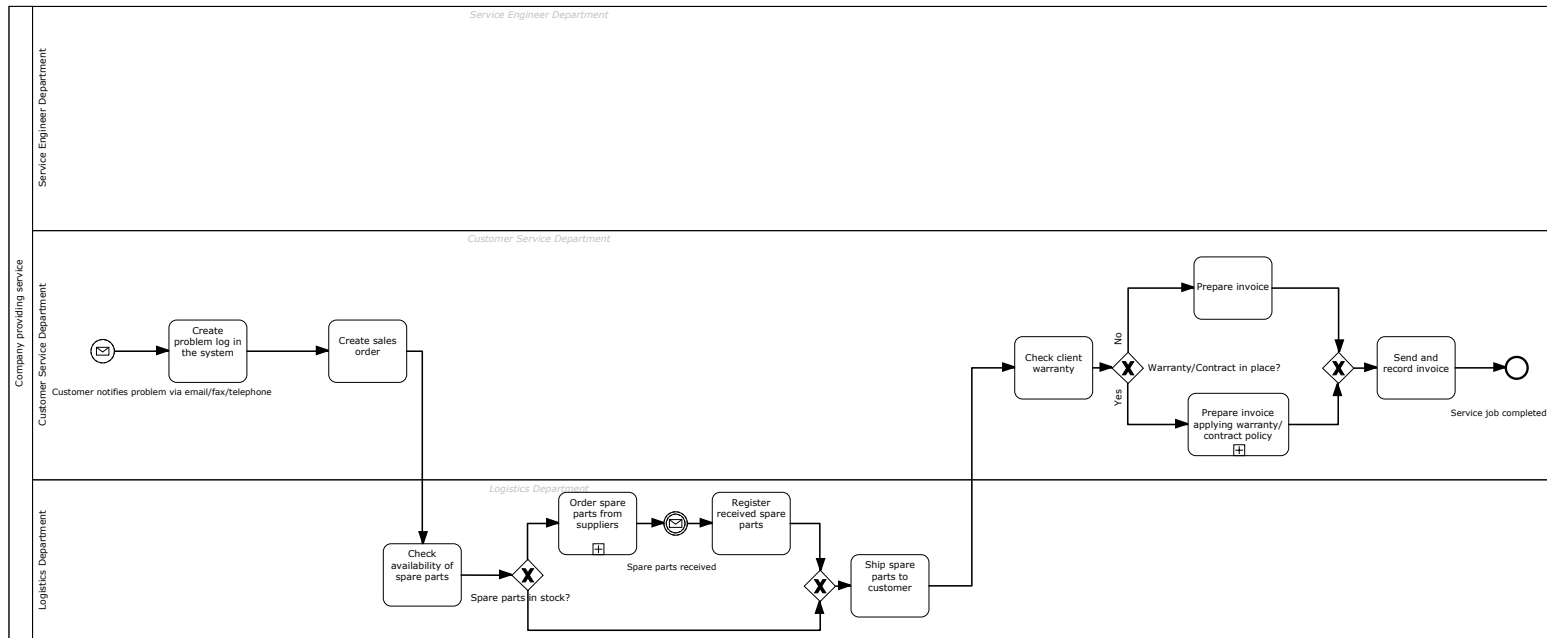 Company providing service
Service Engineer Department
Service Engineer Department
Customer Service Department
Customer Service Department
Customer notifies problem via email/fax/telephone
Create
problem log in
the system
Create sales
order
Check client
warranty
No
Yes
Warranty/Contract in place?
Prepare invoice
Prepare invoice
applying warranty/
contract policy
Send and
record invoice
Service job completed
Logistics Department
Logistics Department
Check
availability of
spare parts
Spare parts in stock?
Order spare
parts from
suppliers
Spare parts received
Register
received spare
parts
Ship spare
parts to
customer